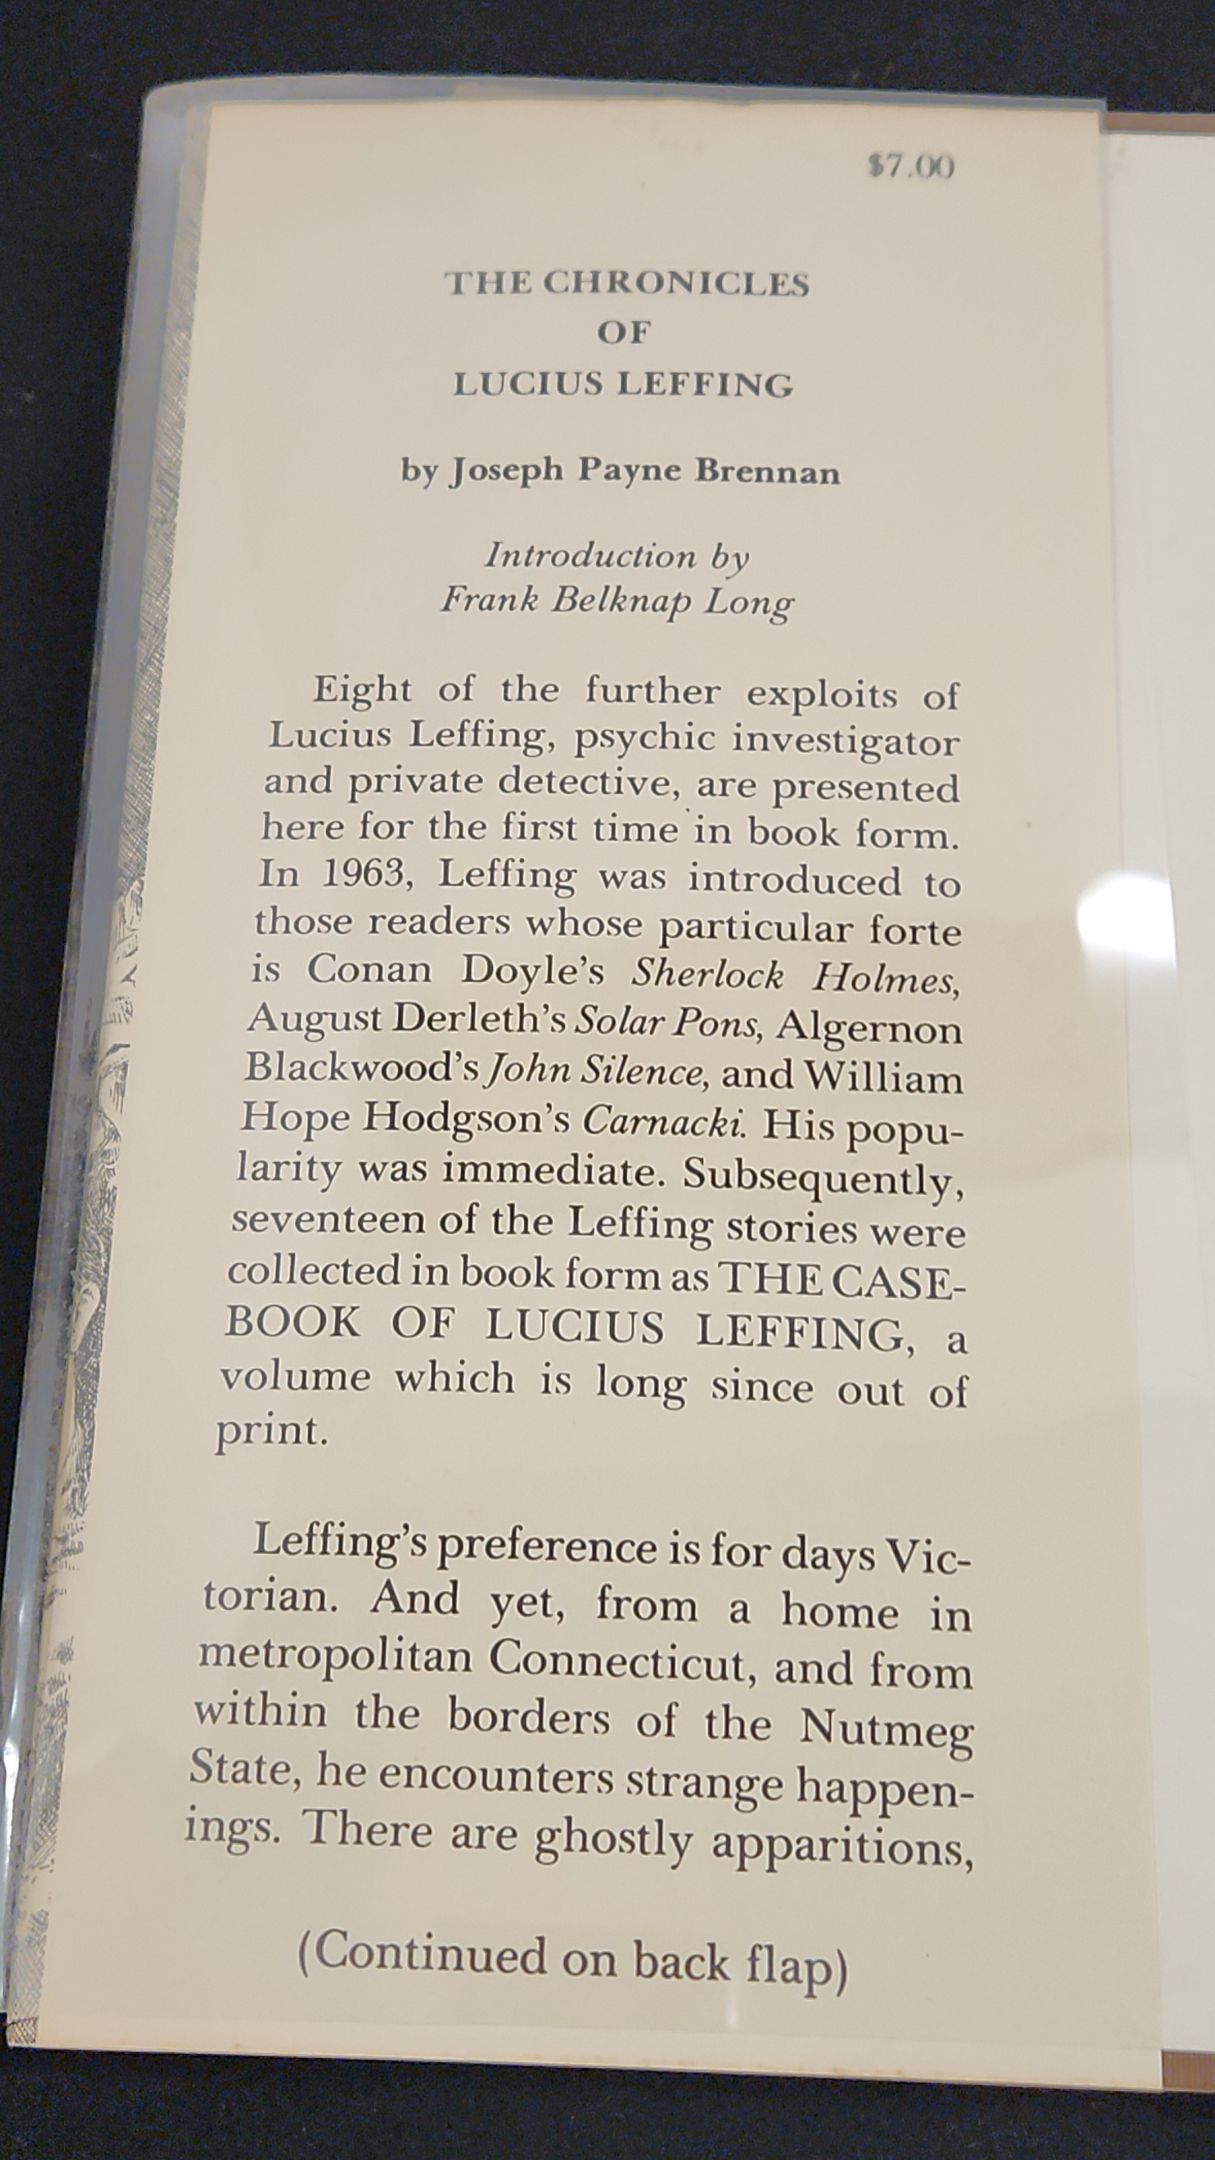 $7.00
THE CHRONICLES
OF
LUCIUS LEFFING
by Joseph Payne Brennan
Introduction by
Frank Belknap Long
Eight of the further exploits of
Lucius Leffing, psychic investigator
and private detective, are presented
here for the first time in book form.
In 1963, Leffing was introduced to
those readers whose particular forte
is Conan Doyle's Sherlock Holmes,
August Derleth's Solar Pons, Algernon
Blackwood's John Silence, and William
Hope Hodgson's Carnacki. His popu-
larity was immediate. Subsequently,
seventeen of the Leffing stories were
collected in book form as THE CASE-
BOOK OF LUCIUS LEFFING, a
volume which is long since out of
print.
Leffing's preference is for days Vic-
torian. And yet, from a home in
metropolitan Connecticut, and from
within the borders of the Nutmeg
State, he encounters strange happen-
ings. There are ghostly apparitions,
(Continued on back flap)